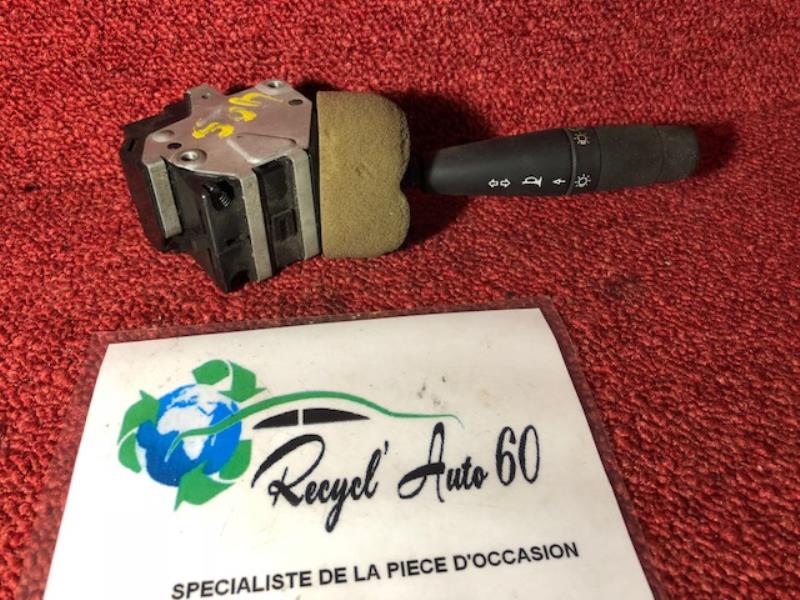 Recycl' Auto 60
SPECIALISTE DE LA PIECE D'OCCASION